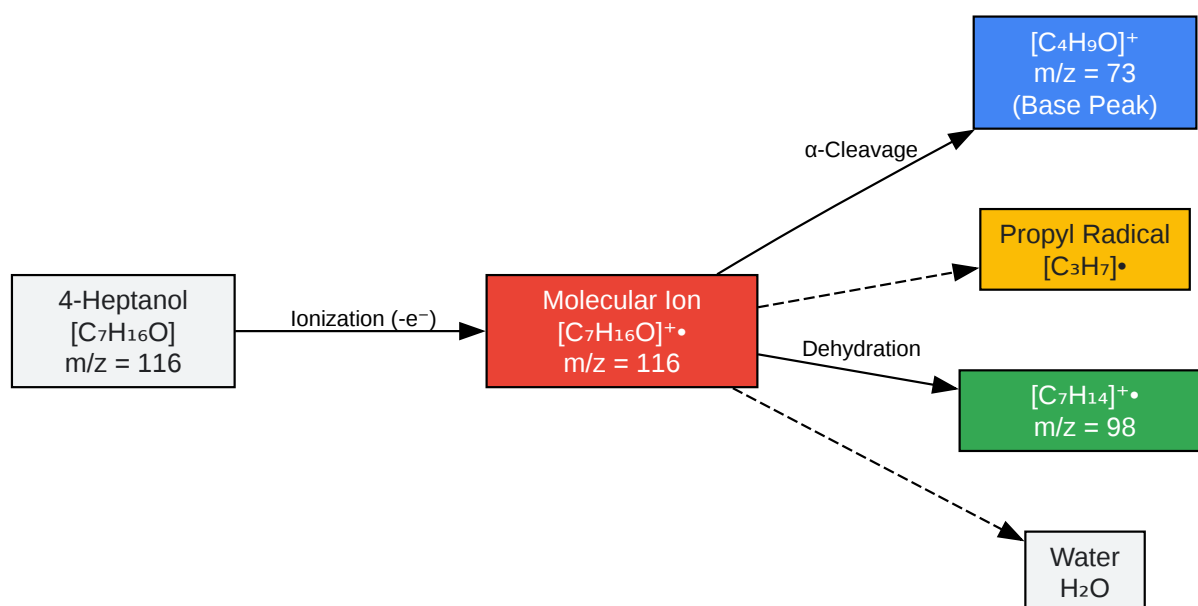 4-Heptanol
[C₇H₁₆O]
m/z = 116
Ionization (-e⁻)
Molecular Ion
[C₇H₁₆O]⁺•
m/z = 116
α-Cleavage
[C₄H₉O]⁺
m/z = 73
(Base Peak)
Propyl Radical
[C₃H₇]•
Dehydration
[C₇H₁₄]⁺•
m/z = 98
Water
H₂O